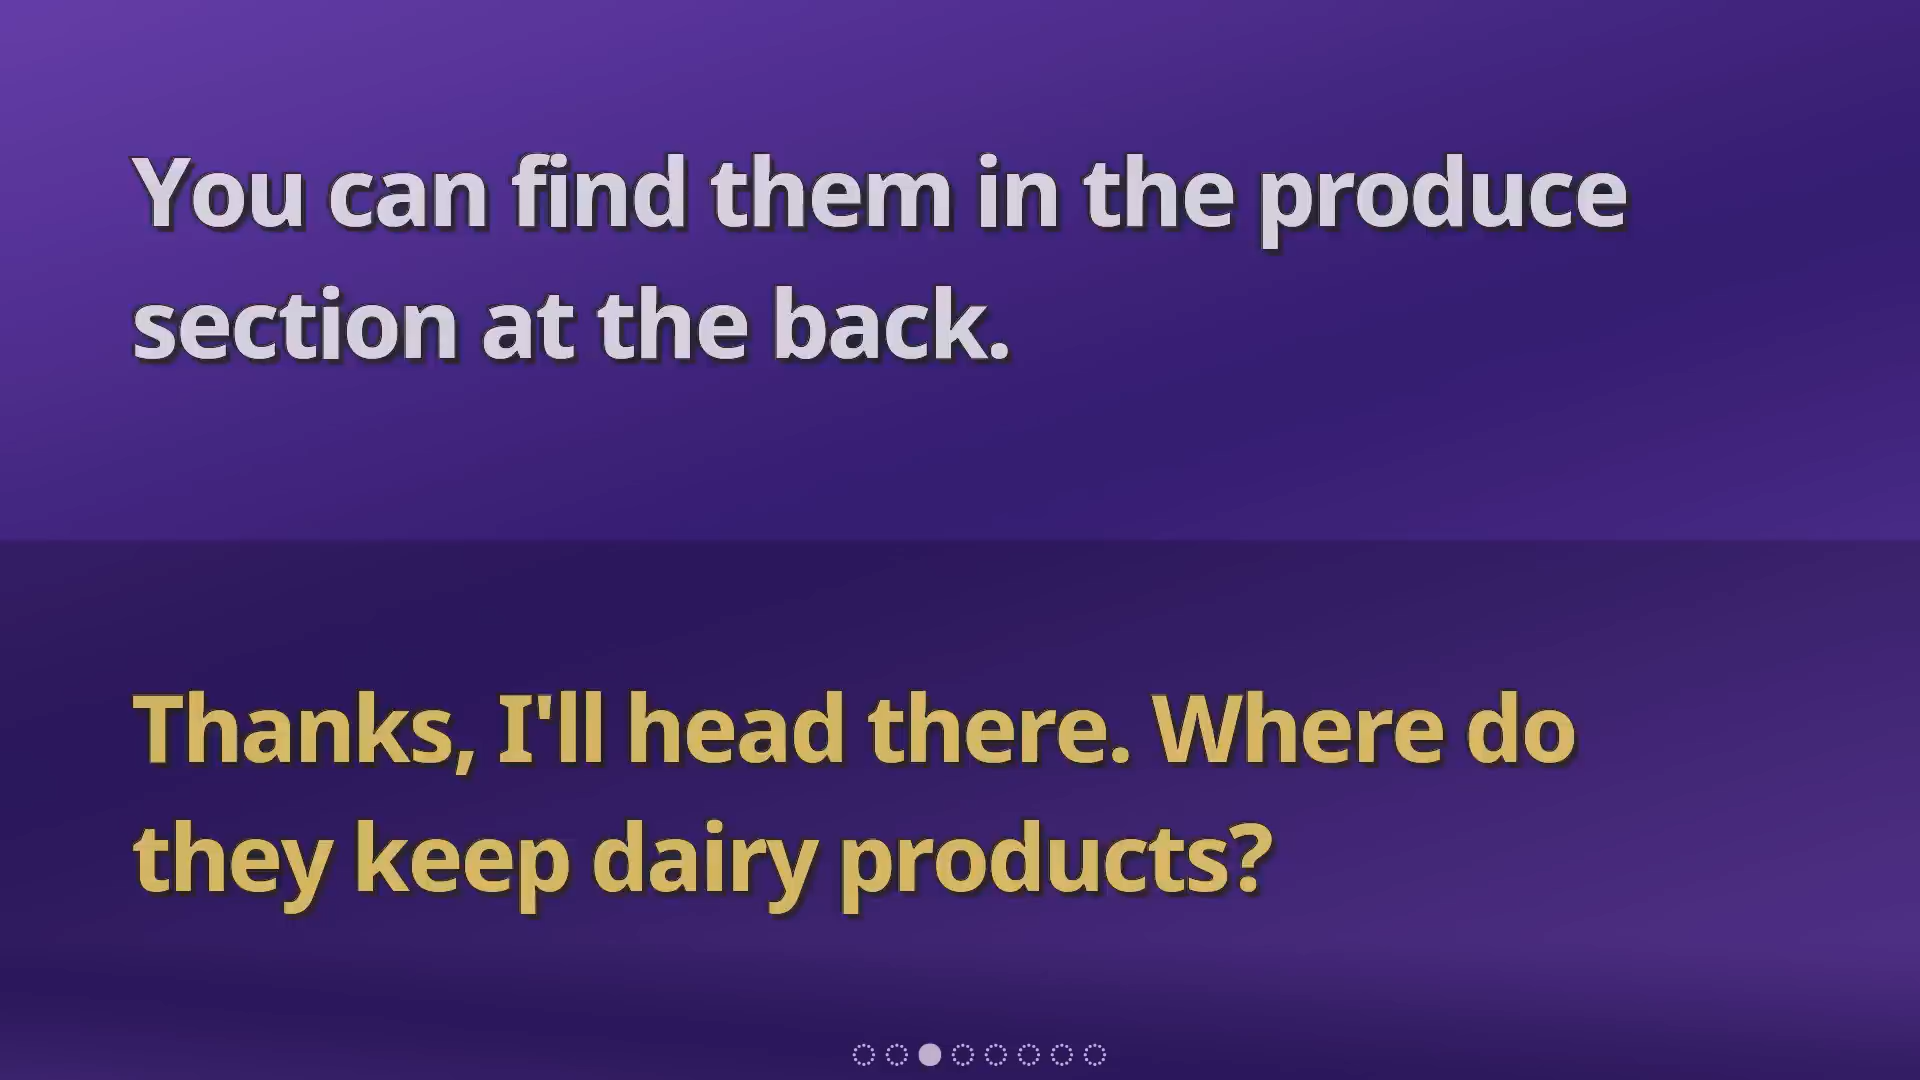 You can find them in the produce
section at the back.
Thanks, I'll head there. Where do
they keep dairy products?